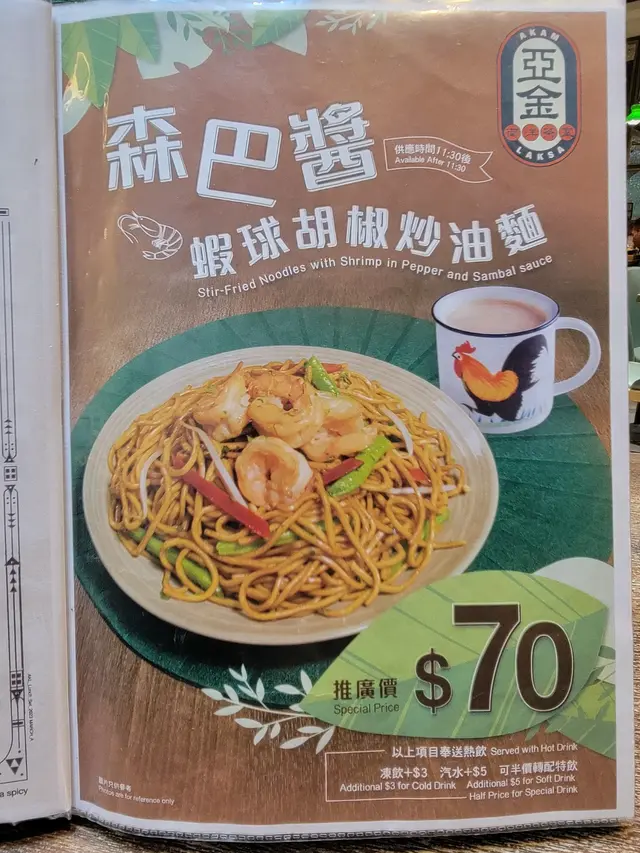 AKAM
亞金
LAKSA
森巴醬
供應時間11:30後
Available After 11:30
蝦球胡椒炒油麵
Stir-Fried Noodles with Shrimp in Pepper and Sambal sauce
推廣價
Special Price
$70
以上項目奉送熱飲 Served with Hot Drink
凍飲+$3 汽水+$5 可半價轉配特飲
Additional $3 for Cold Drink Additional $5 for Soft Drink
Half Price for Special Drink
圖片只供參考
Photos are for reference only
a spicy